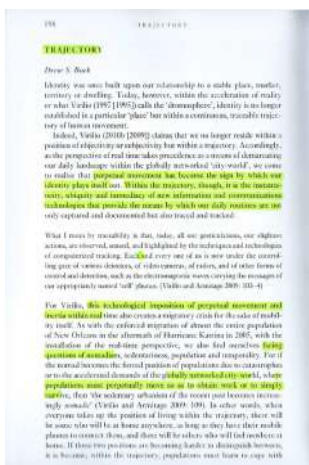 198 TRAJECTORY
TRAJECTORY
Drew S. Burk
Identity was once built upon our relationship to a stable place, market,
territory or dwelling. Today, however, within the acceleration of reality
or what Virilio (1997 [1995]) calls the 'dromosphere', identity is no longer
established in a particular 'place' but within a continuous, traceable trajec-
tory of human movement.
Indeed, Virilio (2010b [2009]) claims that we no longer reside within a
position of objectivity or subjectivity but within a trajectory. Accordingly,
as the perspective of real time takes precedence as a means of demarcating
our daily landscape within the globally networked 'city-world', we come
to realise that perpetual movement has become the sign by which our
identity plays itself out. Within the trajectory, though, it is the instanta-
neity, ubiquity and immediacy of new information and communications
technologies that provide the means by which our daily routines are not
only captured and documented but also traced and tracked.
What I mean by traceability is that, today, all our gesticulations, our slightest
actions, are observed, sensed, and highlighted by the techniques and technologies
of computerized tracking. Each and every one of us is now under the control-
ling gaze of various detectors, of video cameras, of radars, and of other forms of
control and detection, such as the electromagnetic waves carrying the messages of
our appropriately named 'cell' phones. (Virilio and Armitage 2009: 103–4)
For Virilio, this technological imposition of perpetual movement and
inertia within real time also creates a migratory crisis for the sake of mobil-
ity itself. As with the enforced migration of almost the entire population
of New Orleans in the aftermath of Hurricane Katrina in 2005, with the
installation of the real-time perspective, we also find ourselves facing
questions of nomadism, sedentariness, population and temporality. For if
the nomad becomes the forced position of populations due to catastrophes
or to the accelerated demands of the globally networked city-world, where
populations must perpetually move so as to obtain work or to simply
survive, then 'the sedentary urbanism of the recent past becomes increas-
ingly nomadic' (Virilio and Armitage 2009: 109). In other words, when
everyone takes up the position of living within the trajectory, there will
be some who will be at home anywhere, as long as they have their mobile
phones to connect them, and there will be others who will find nowhere at
home. If these two positions are becoming harder to distinguish between,
it is because, within the trajectory, populations must learn to cope with